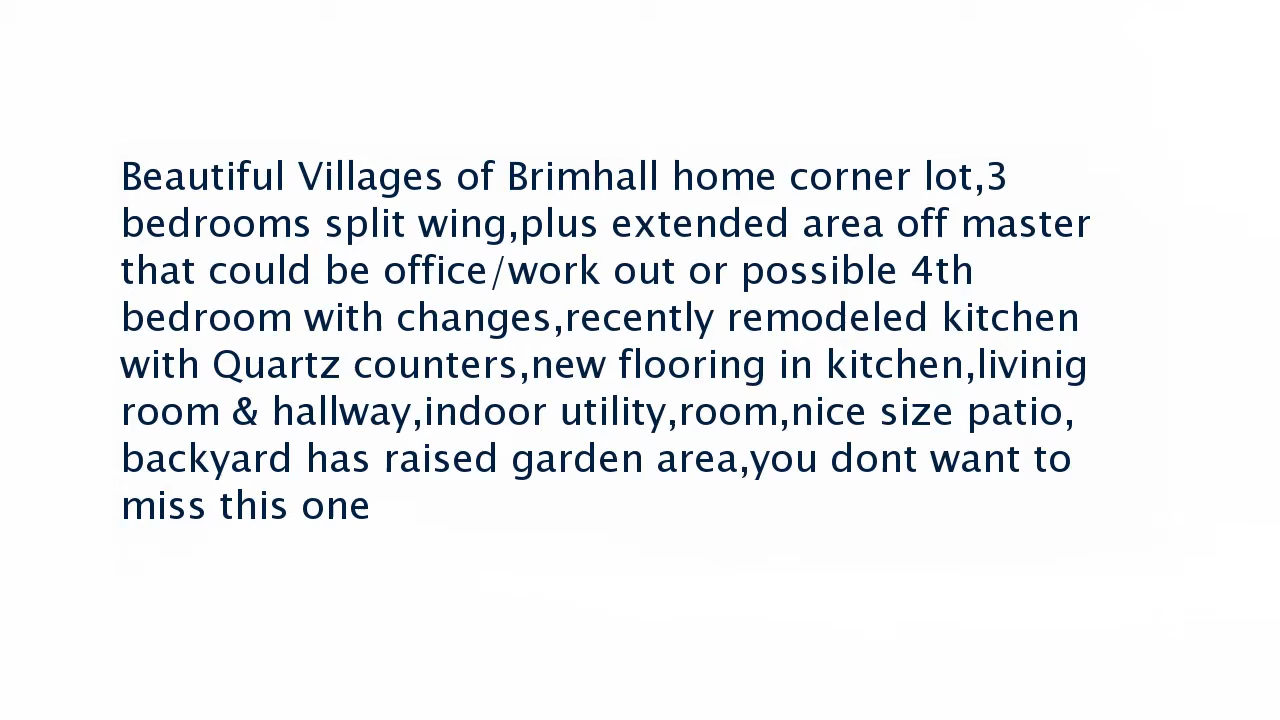 Beautiful Villages of Brimhall home corner lot,3
bedrooms split wing,plus extended area off master
that could be office/work out or possible 4th
bedroom with changes,recently remodeled kitchen
with Quartz counters,new flooring in kitchen,livinig
room & hallway,indoor utility,room,nice size patio,
backyard has raised garden area,you dont want to
miss this one